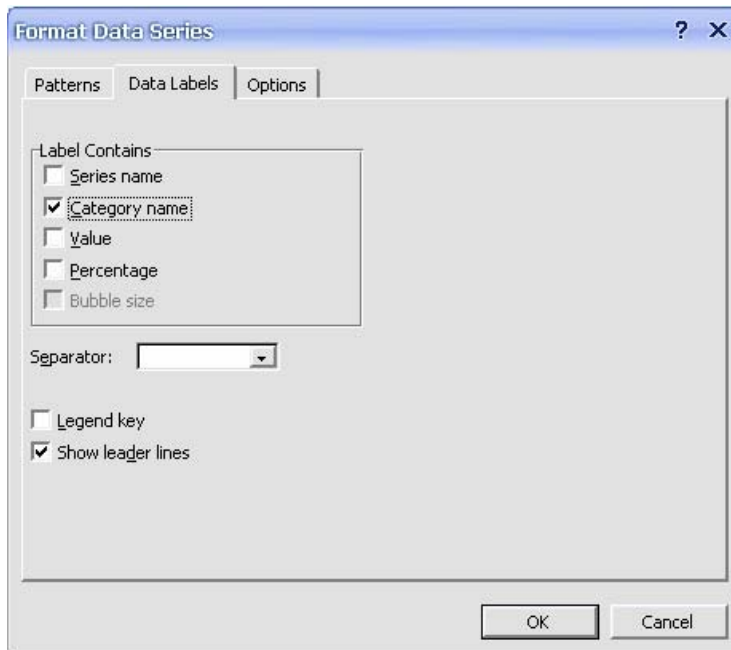 Format Data Series
Patterns Data Labels Options
Label Contains
Series name
Category name
Value
Percentage
Bubble size
Separator:
Legend key
Show leader lines
OK Cancel